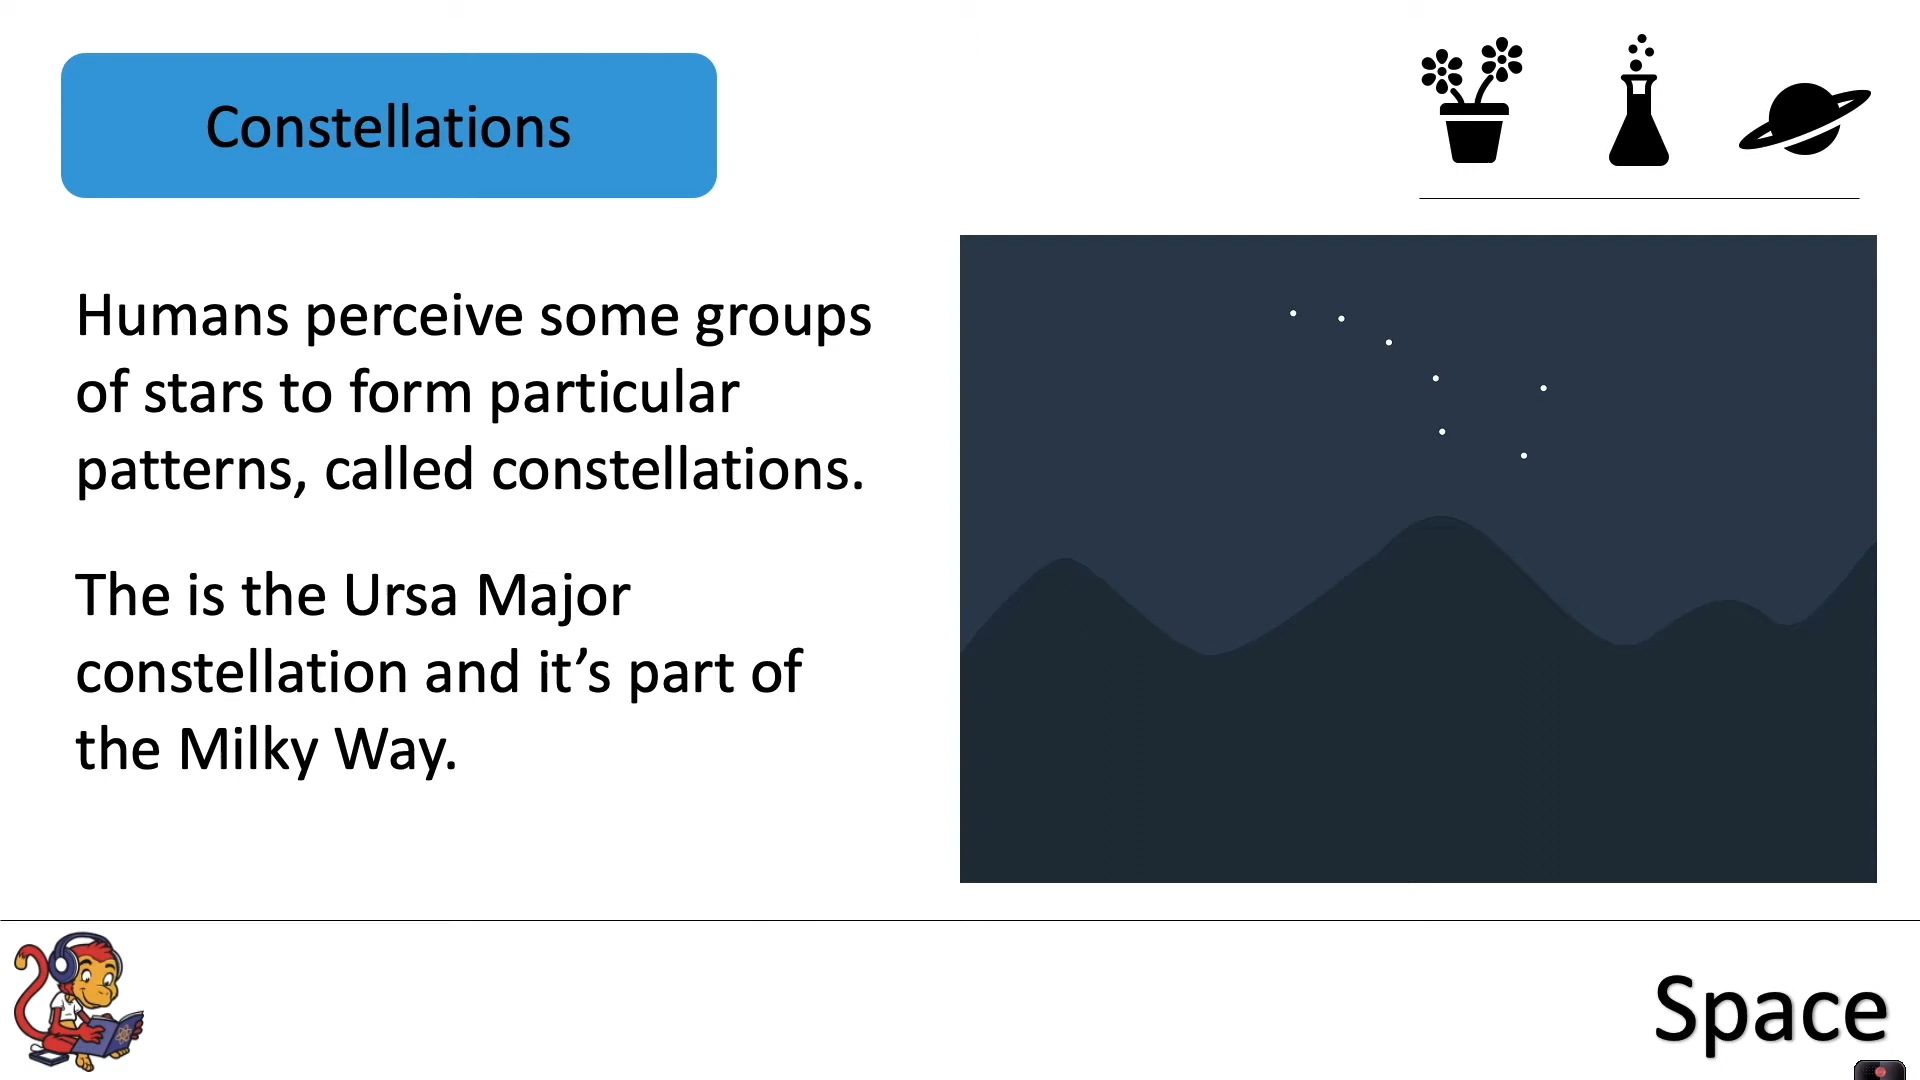 Constellations
Humans perceive some groups
of stars to form particular
patterns, called constellations.
The is the Ursa Major
constellation and it’s part of
the Milky Way.
Space